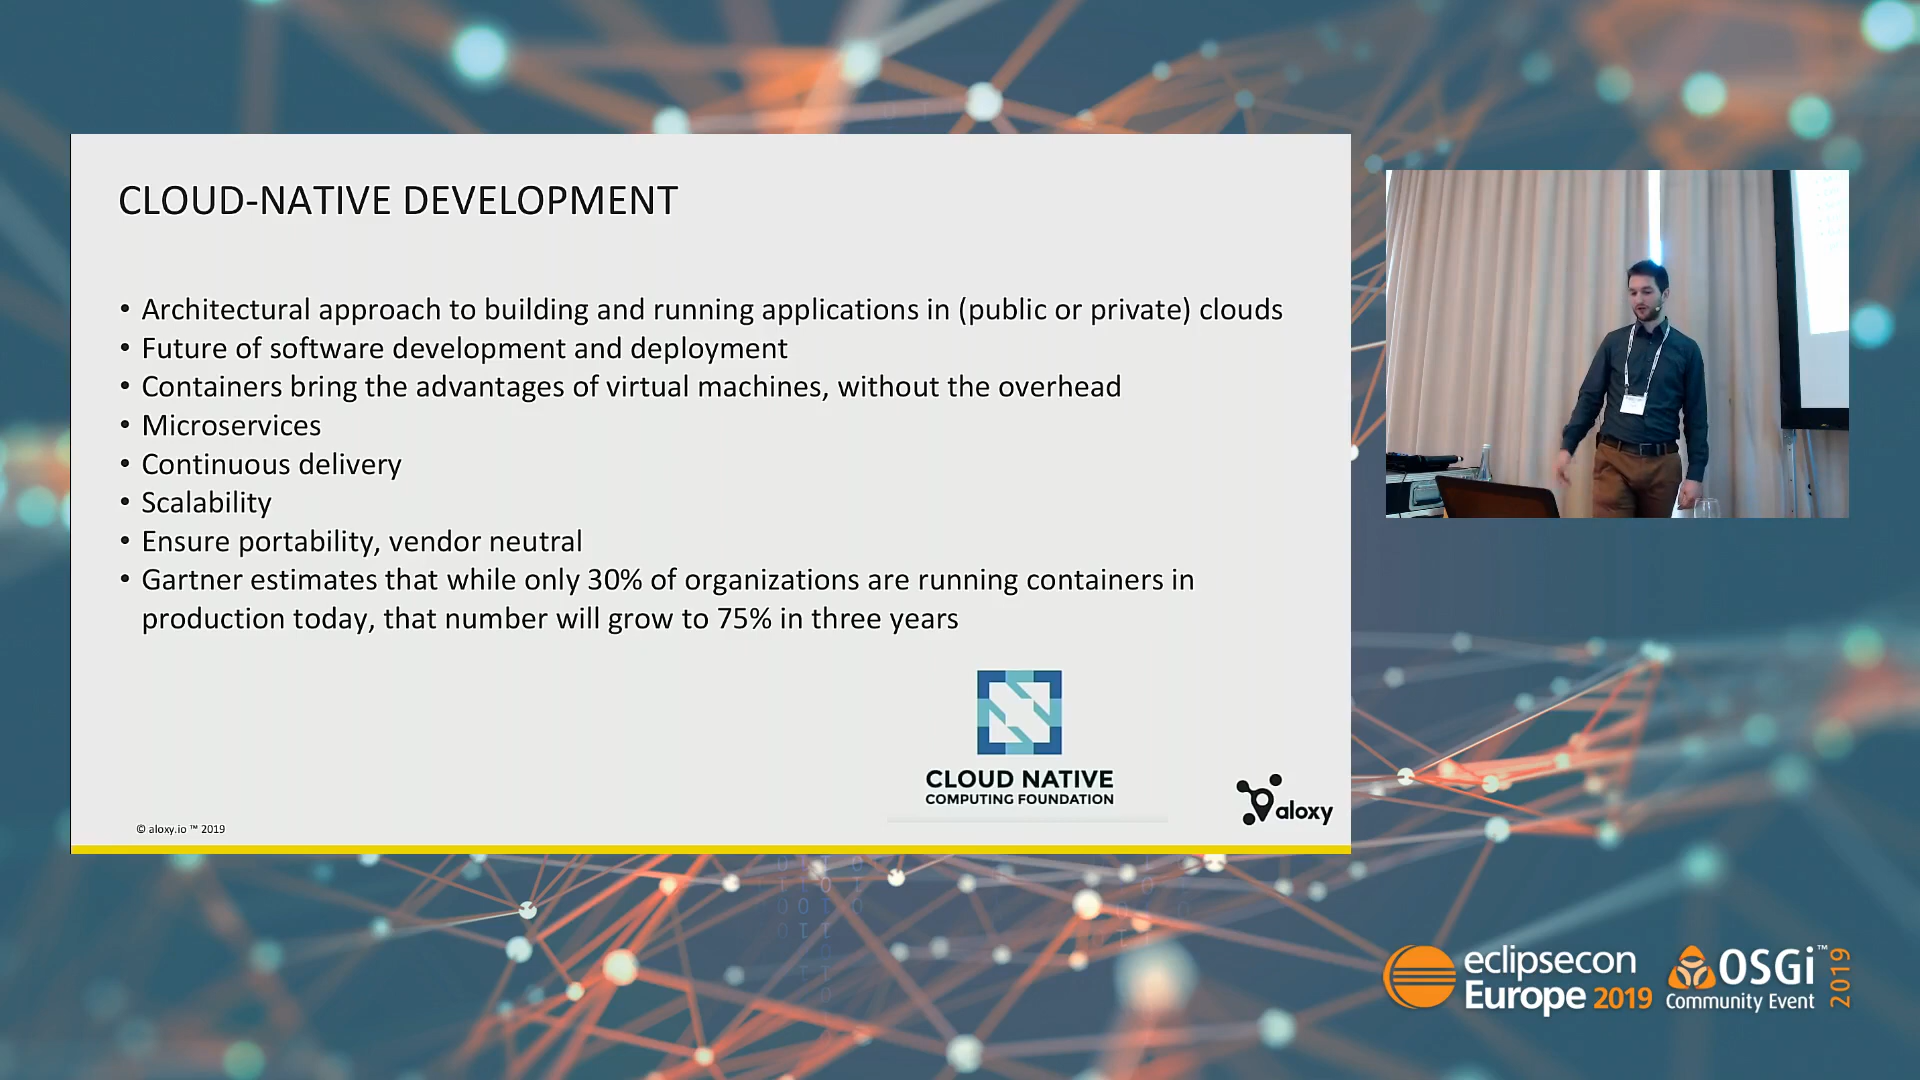 CLOUD-NATIVE DEVELOPMENT
• Architectural approach to building and running applications in (public or private) clouds
• Future of software development and deployment
• Containers bring the advantages of virtual machines, without the overhead
• Microservices
• Continuous delivery
• Scalability
• Ensure portability, vendor neutral
• Gartner estimates that while only 30% of organizations are running containers in
production today, that number will grow to 75% in three years
CLOUD NATIVE
COMPUTING FOUNDATION
aloxy
© aloxy.io ™ 2019
eclipsecon
Europe 2019
OSGi™
Community Event
2019